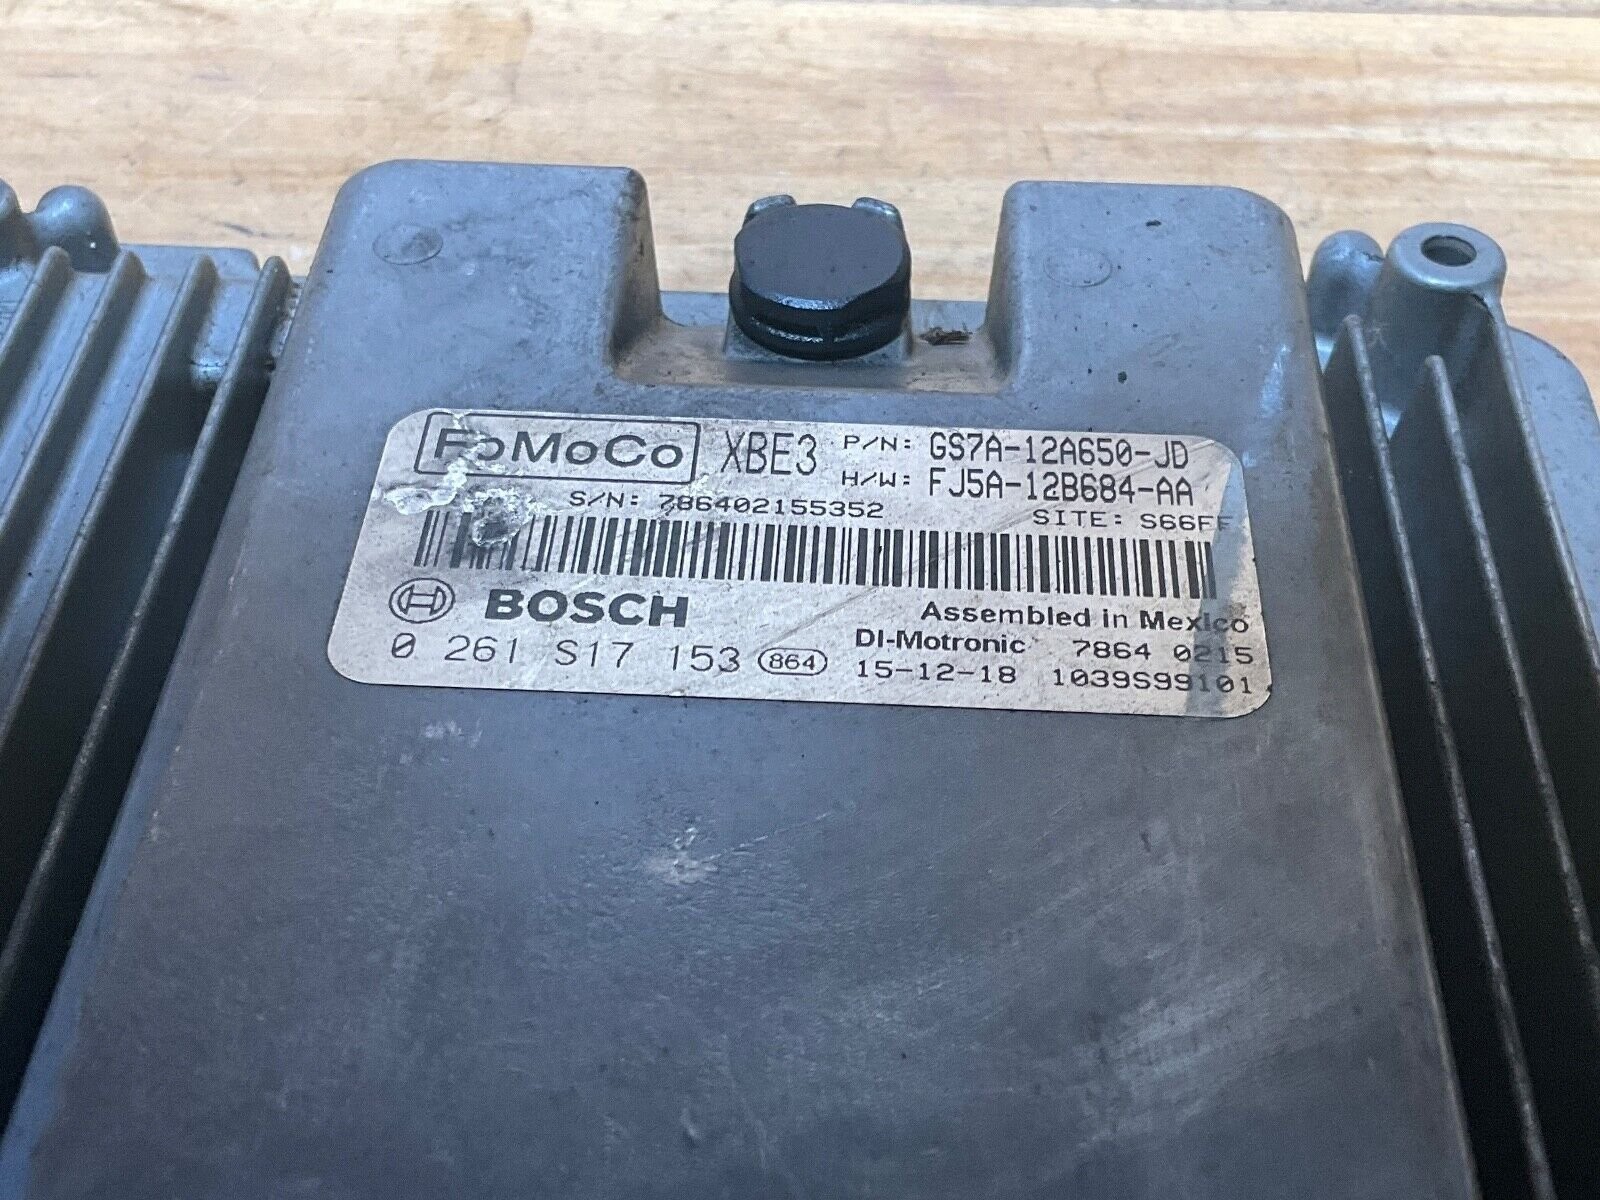 FoMoCo XBE3 P/N: GS7A-12A650-JD
H/W: FJ5A-12B684-AA
S/N: 786402155352 SITE: S66FF
BOSCH Assembled in Mexico
DI-Motronic 7864 0215
0 261 S17 153 864 15-12-18 1039S99101